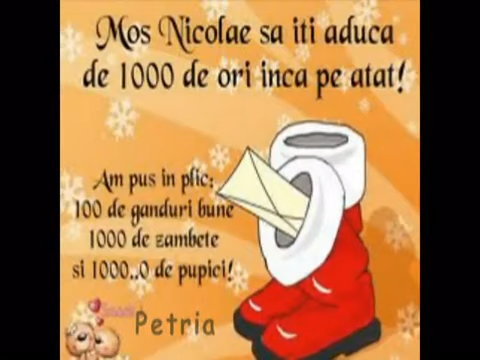 Mos Nicolae sa iti aduca
de 1000 de ori inca pe atat!
Am pus in plic:
100 de ganduri bune
1000 de zambete
si 1000..0 de pupici!
Petria